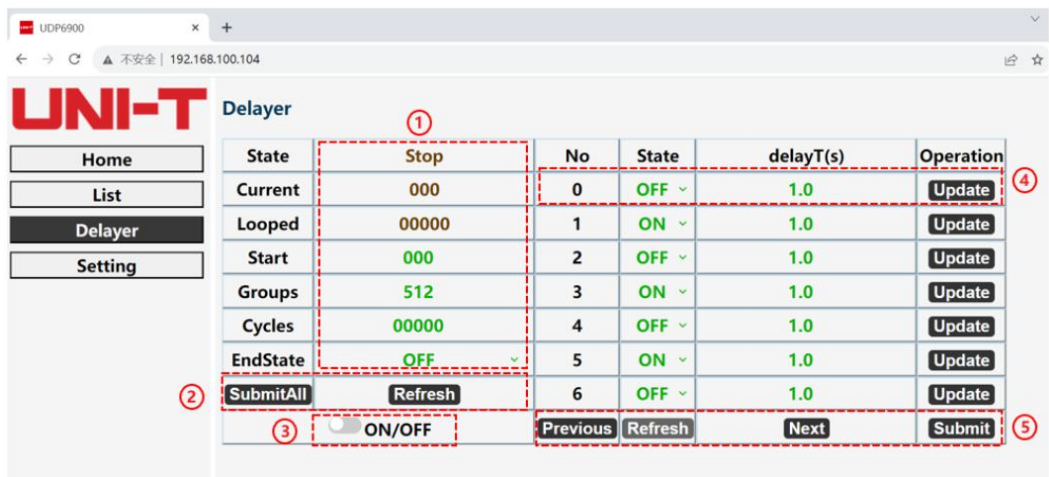 UDP6900
不安全 | 192.168.100.104
UNI-T
Home
List
Delayer
Setting
Delayer
①
State Stop No State delayT(s) Operation
Current 000 0 OFF 1.0 Update ④
Looped 00000 1 ON 1.0 Update
Start 000 2 OFF 1.0 Update
Groups 512 3 ON 1.0 Update
Cycles 00000 4 OFF 1.0 Update
EndState OFF 5 ON 1.0 Update
② SubmitAll Refresh 6 OFF 1.0 Update
③ ON/OFF Previous Refresh Next Submit ⑤